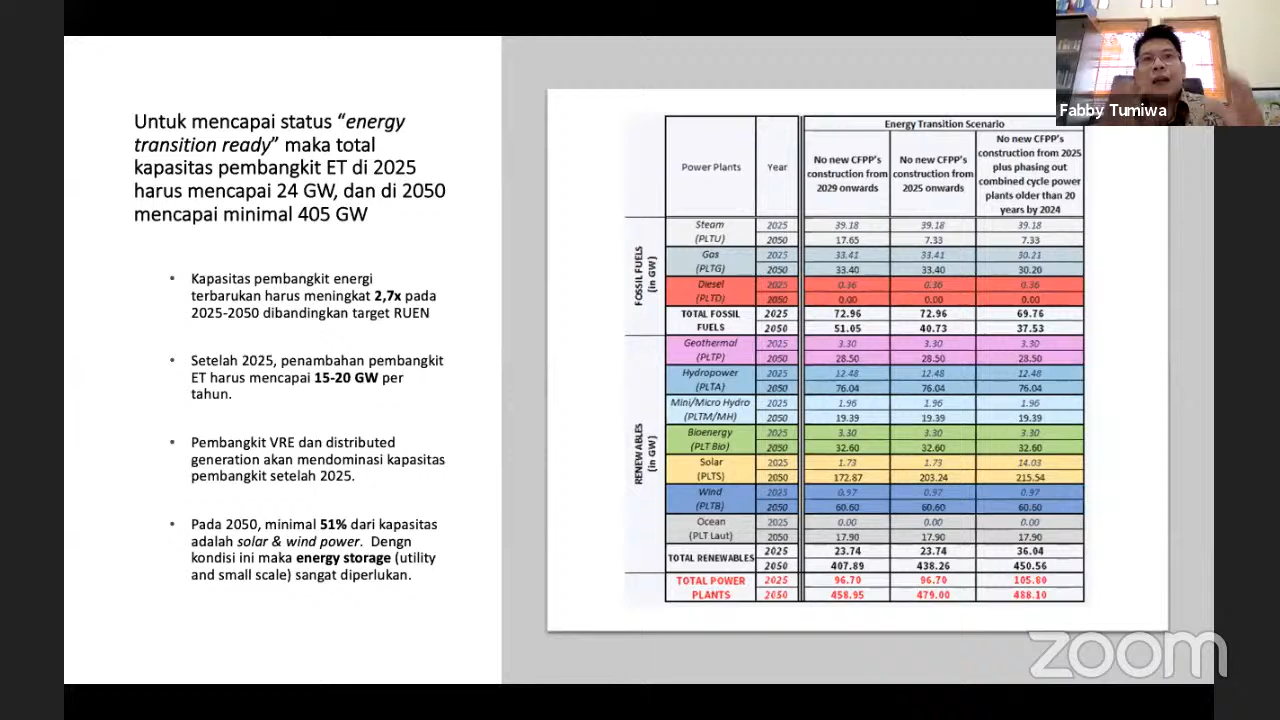 Fabby Tumiwa
Untuk mencapai status “energy
transition ready” maka total
kapasitas pembangkit ET di 2025
harus mencapai 24 GW, dan di 2050
mencapai minimal 405 GW
• Kapasitas pembangkit energi
terbarukan harus meningkat 2,7x pada
2025-2050 dibandingkan target RUEN
• Setelah 2025, penambahan pembangkit
ET harus mencapai 15-20 GW per
tahun.
• Pembangkit VRE dan distributed
generation akan mendominasi kapasitas
pembangkit setelah 2025.
• Pada 2050, minimal 51% dari kapasitas
adalah solar & wind power. Dengn
kondisi ini maka energy storage (utility
and small scale) sangat diperlukan.
Energy Transition Scenario
Power Plants Year
No new CFPP's
construction from
2029 onwards
No new CFPP's
construction from
2025 onwards
No new CFPP's
construction from 2025
plus phasing out
combined cycle power
plants older than 20
years by 2024
FOSSIL FUELS
(in GW)
Steam 2025 39.18 39.18 39.18
(PLTU) 2050 17.65 7.33 7.33
Gas 2025 33.41 33.41 30.21
(PLTG) 2050 33.40 33.40 30.20
Diesel 2025 0.36 0.36 0.36
(PLTD) 2050 0.00 0.00 0.00
TOTAL FOSSIL 2025 72.96 72.96 69.76
FUELS 2050 51.05 40.73 37.53
RENEWABLES
(in GW)
Geothermal 2025 3.30 3.30 3.30
(PLTP) 2050 28.50 28.50 28.50
Hydropower 2025 12.48 12.48 12.48
(PLTA) 2050 76.04 76.04 76.04
Mini/Micro Hydro 2025 1.96 1.96 1.96
(PLTM/MH) 2050 19.39 19.39 19.39
Bioenergy 2025 3.30 3.30 3.30
(PLT Bio) 2050 32.60 32.60 32.60
Solar 2025 1.73 1.73 14.03
(PLTS) 2050 172.87 203.24 215.54
Wind 2025 0.97 0.97 0.97
(PLTB) 2050 60.60 60.60 60.60
Ocean 2025 0.00 0.00 0.00
(PLT Laut) 2050 17.90 17.90 17.90
TOTAL RENEWABLES 2025 23.74 23.74 36.04
2050 407.89 438.26 450.56
TOTAL POWER 2025 96.70 96.70 105.80
PLANTS 2050 458.95 479.00 488.10
zoom